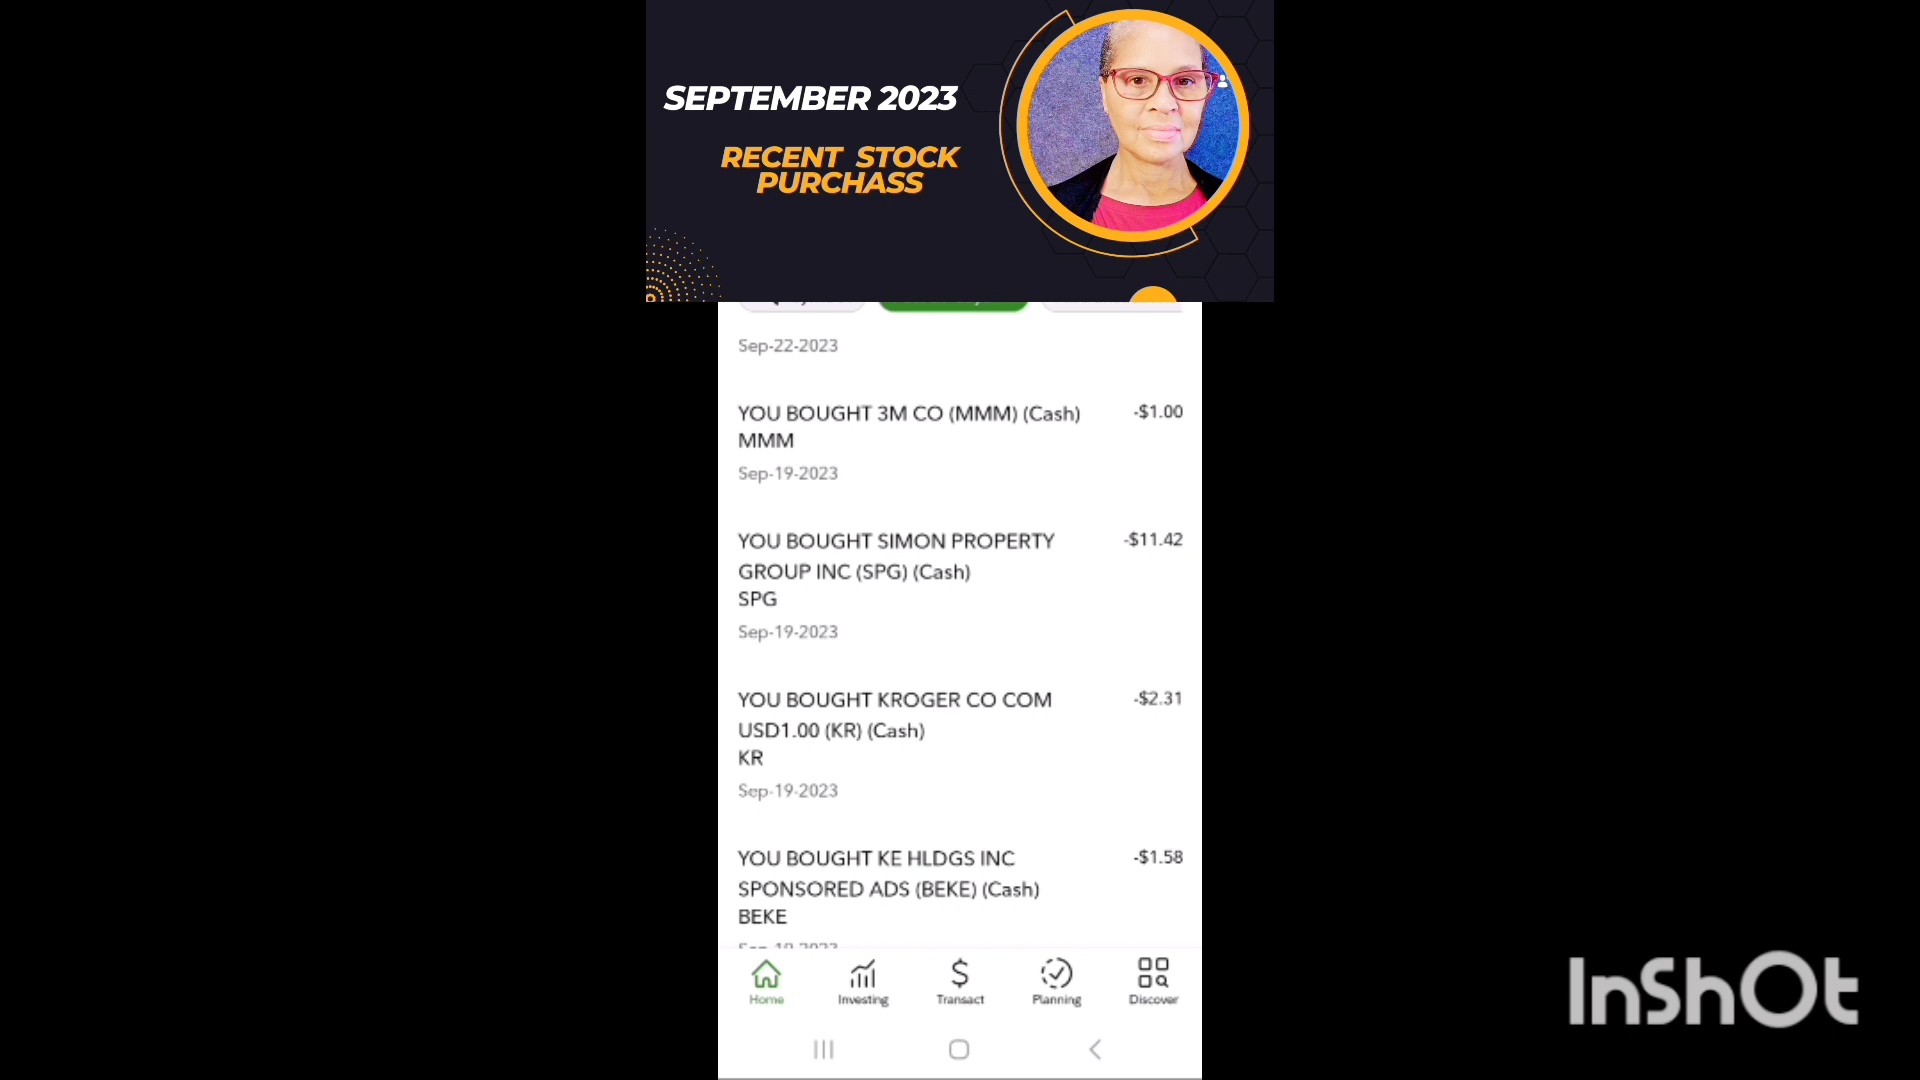 SEPTEMBER 2023
RECENT STOCK
PURCHASS
Sep-22-2023
YOU BOUGHT 3M CO (MMM) (Cash)
-$1.00
MMM
Sep-19-2023
YOU BOUGHT SIMON PROPERTY
-$11.42
GROUP INC (SPG) (Cash)
SPG
Sep-19-2023
YOU BOUGHT KROGER CO COM
-$2.31
USD1.00 (KR) (Cash)
KR
Sep-19-2023
YOU BOUGHT KE HLDGS INC
-$1.58
SPONSORED ADS (BEKE) (Cash)
BEKE
Home
Investing
Transact
Planning
Discover
InShOt